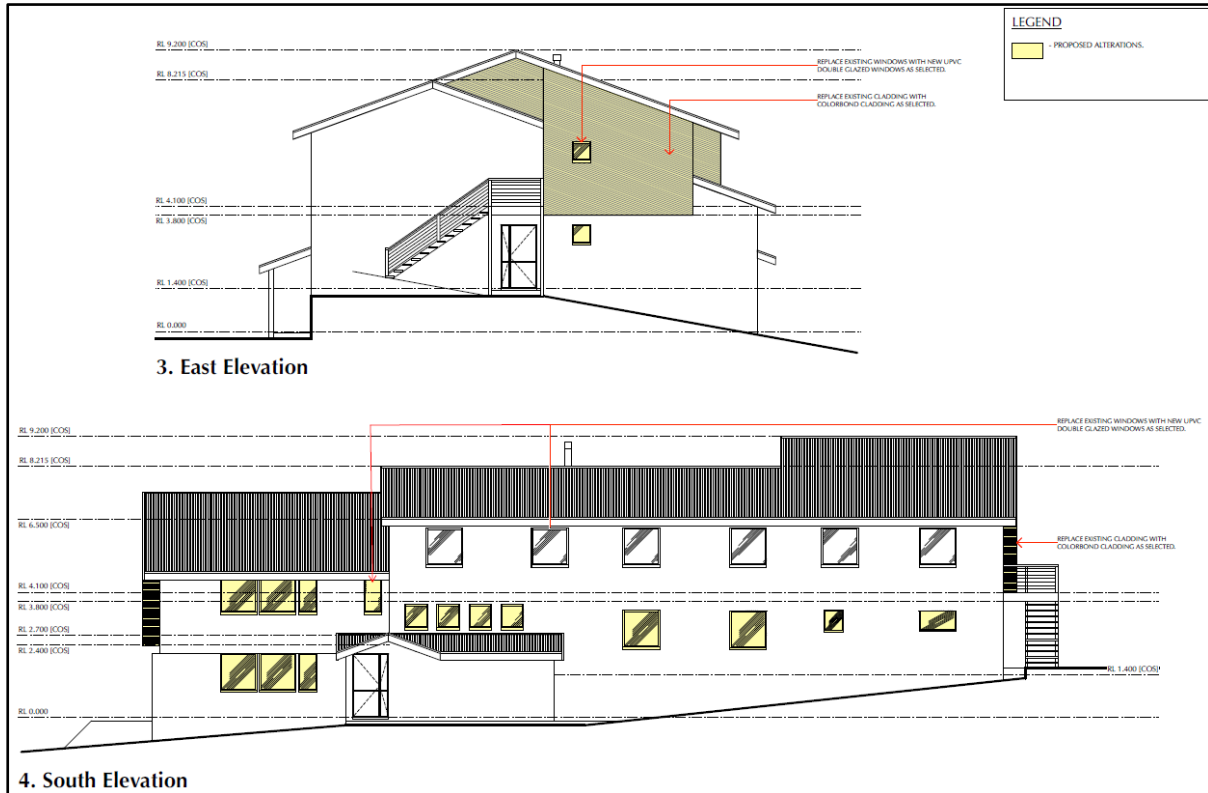 LEGEND
- PROPOSED ALTERATIONS.
RL 9.200 [COS]
RL 8.215 [COS]
REPLACE EXISTING WINDOWS WITH NEW UPVC
DOUBLE GLAZED WINDOWS AS SELECTED.
REPLACE EXISTING CLADDING WITH
COLORBOND CLADDING AS SELECTED.
RL 4.100 [COS]
RL 3.800 [COS]
RL 1.400 [COS]
RL 0.000
3. East Elevation
RL 9.200 [COS]
REPLACE EXISTING WINDOWS WITH NEW UPVC
DOUBLE GLAZED WINDOWS AS SELECTED.
RL 8.215 [COS]
RL 6.500 [COS]
REPLACE EXISTING CLADDING WITH
COLORBOND CLADDING AS SELECTED.
RL 4.100 [COS]
RL 3.800 [COS]
RL 2.700 [COS]
RL 2.400 [COS]
RL 1.400 [COS]
RL 0.000
4. South Elevation